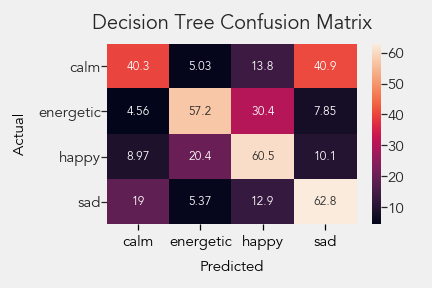 Decision Tree Confusion Matrix
calm 40.3 5.03 13.8 40.9
energetic 4.56 57.2 30.4 7.85
happy 8.97 20.4 60.5 10.1
sad 19 5.37 12.9 62.8
calm energetic happy sad
Predicted
Actual
60
50
40
30
20
10